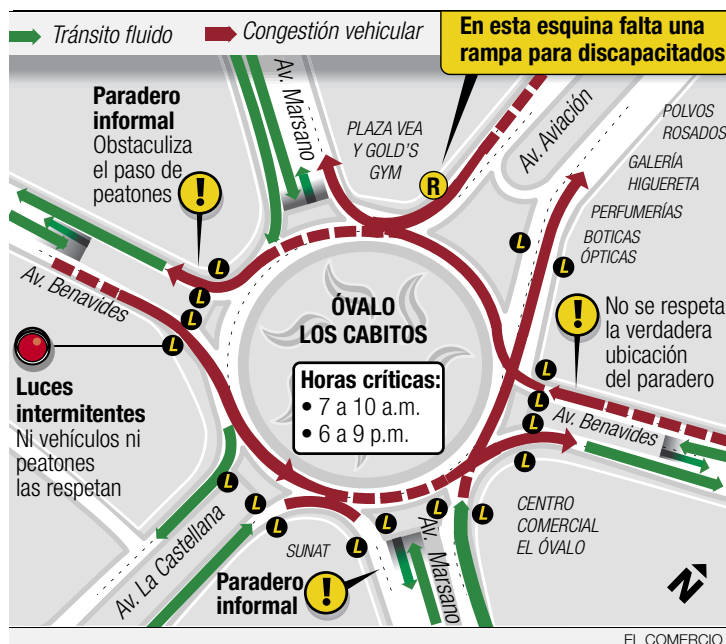 Tránsito fluido
Congestión vehicular
En esta esquina falta una
rampa para discapacitados
Paradero
informal
Obstaculiza
el paso de
peatones
!
Av. Marsano
PLAZA VEA
Y GOLD'S
GYM
R
Av. Aviación
POLVOS
ROSADOS
GALERÍA
HIGUERETA
PERFUMERÍAS
BOTICAS
ÓPTICAS
L
L
L
L
L
L
Av. Benavides
ÓVALO
LOS CABITOS
Horas críticas:
• 7 a 10 a.m.
• 6 a 9 p.m.
!
No se respeta
la verdadera
ubicación
del paradero
L
L
L
L
Av. Benavides
Luces
intermitentes
Ni vehículos ni
peatones
las respetan
L
L
L
L
L
L
L
Av. La Castellana
SUNAT
Paradero
informal
!
Av. Marsano
CENTRO
COMERCIAL
EL ÓVALO
N
EL COMERCIO